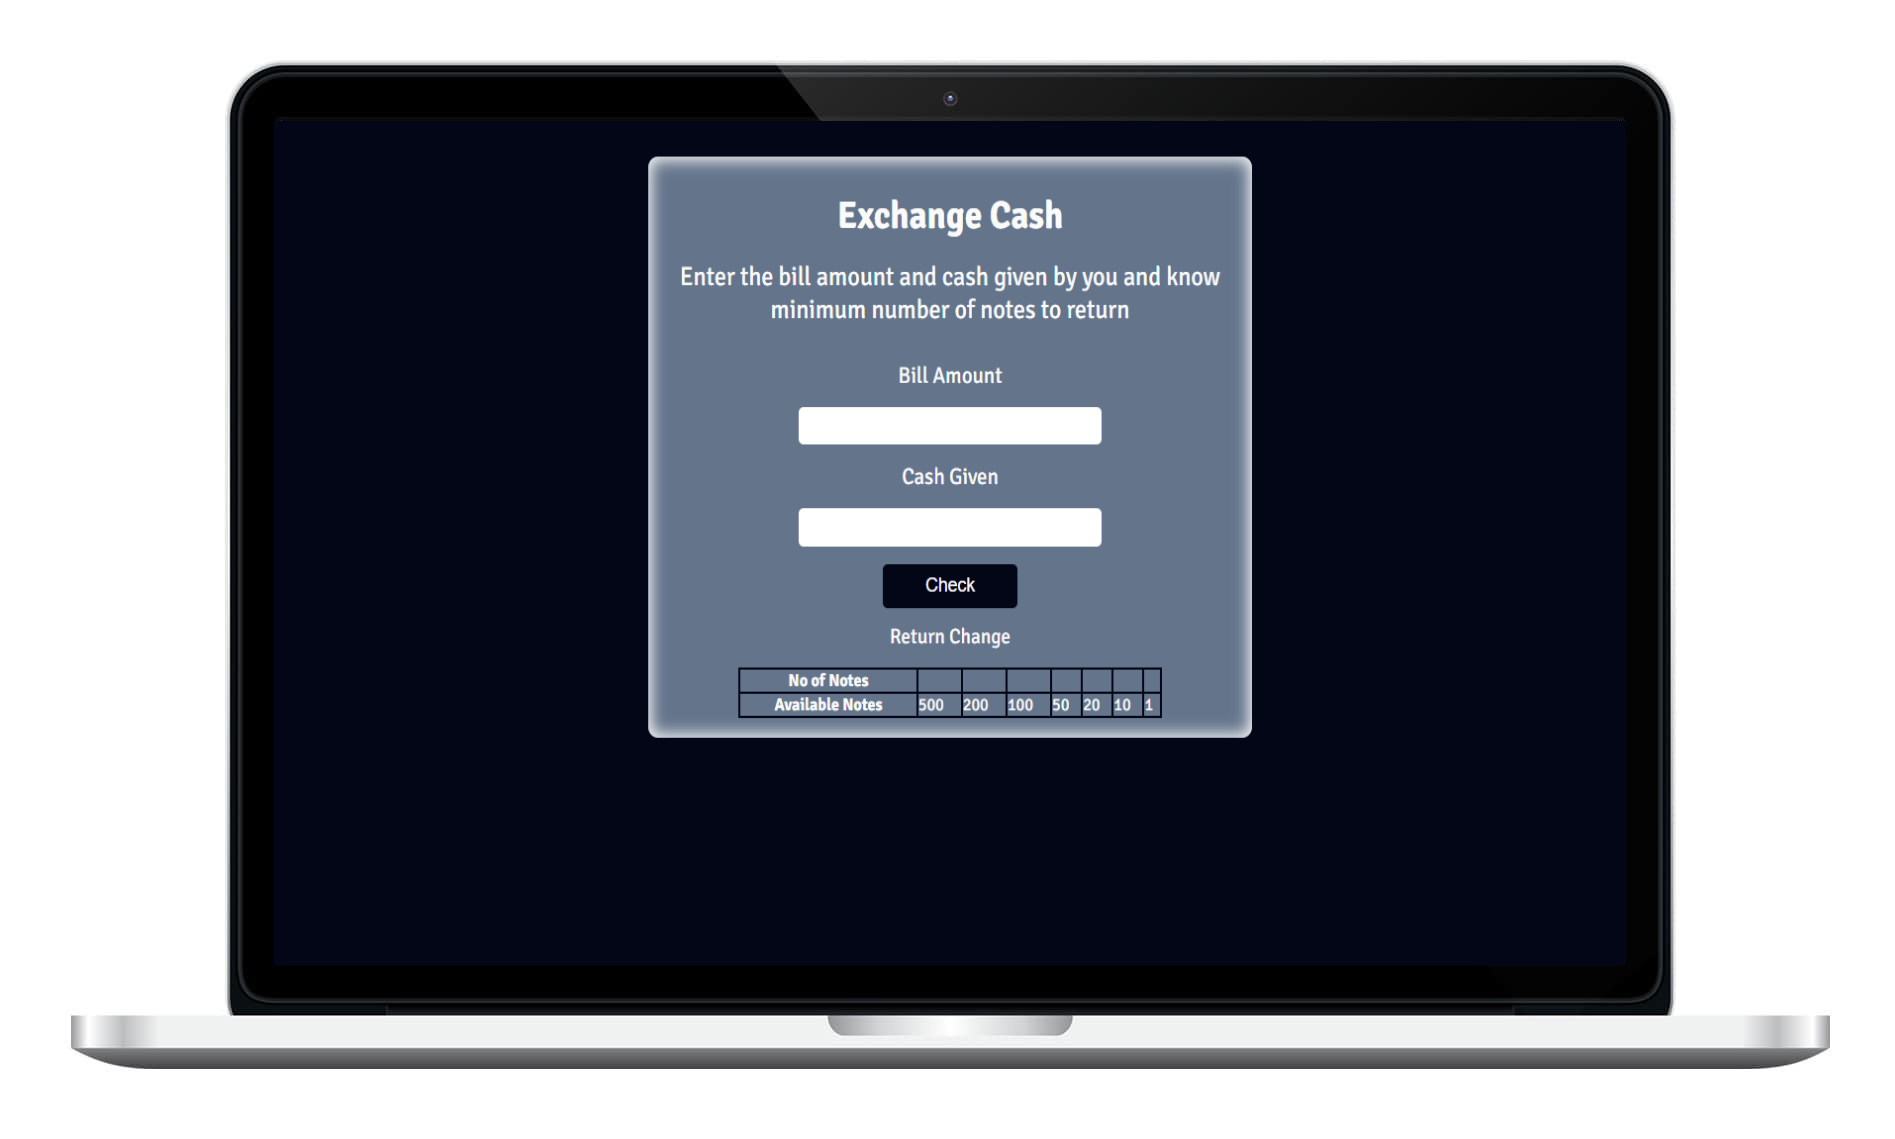 Exchange Cash
Enter the bill amount and cash given by you and know
minimum number of notes to return
Bill Amount
Cash Given
Check
Return Change
No of Notes
Available Notes 500 200 100 50 20 10 1